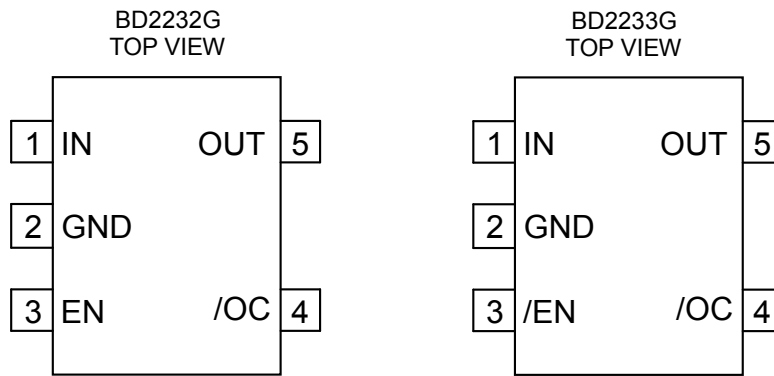 BD2232G
TOP VIEW
1 IN OUT 5
2 GND
3 EN /OC 4
BD2233G
TOP VIEW
1 IN OUT 5
2 GND
3 /EN /OC 4